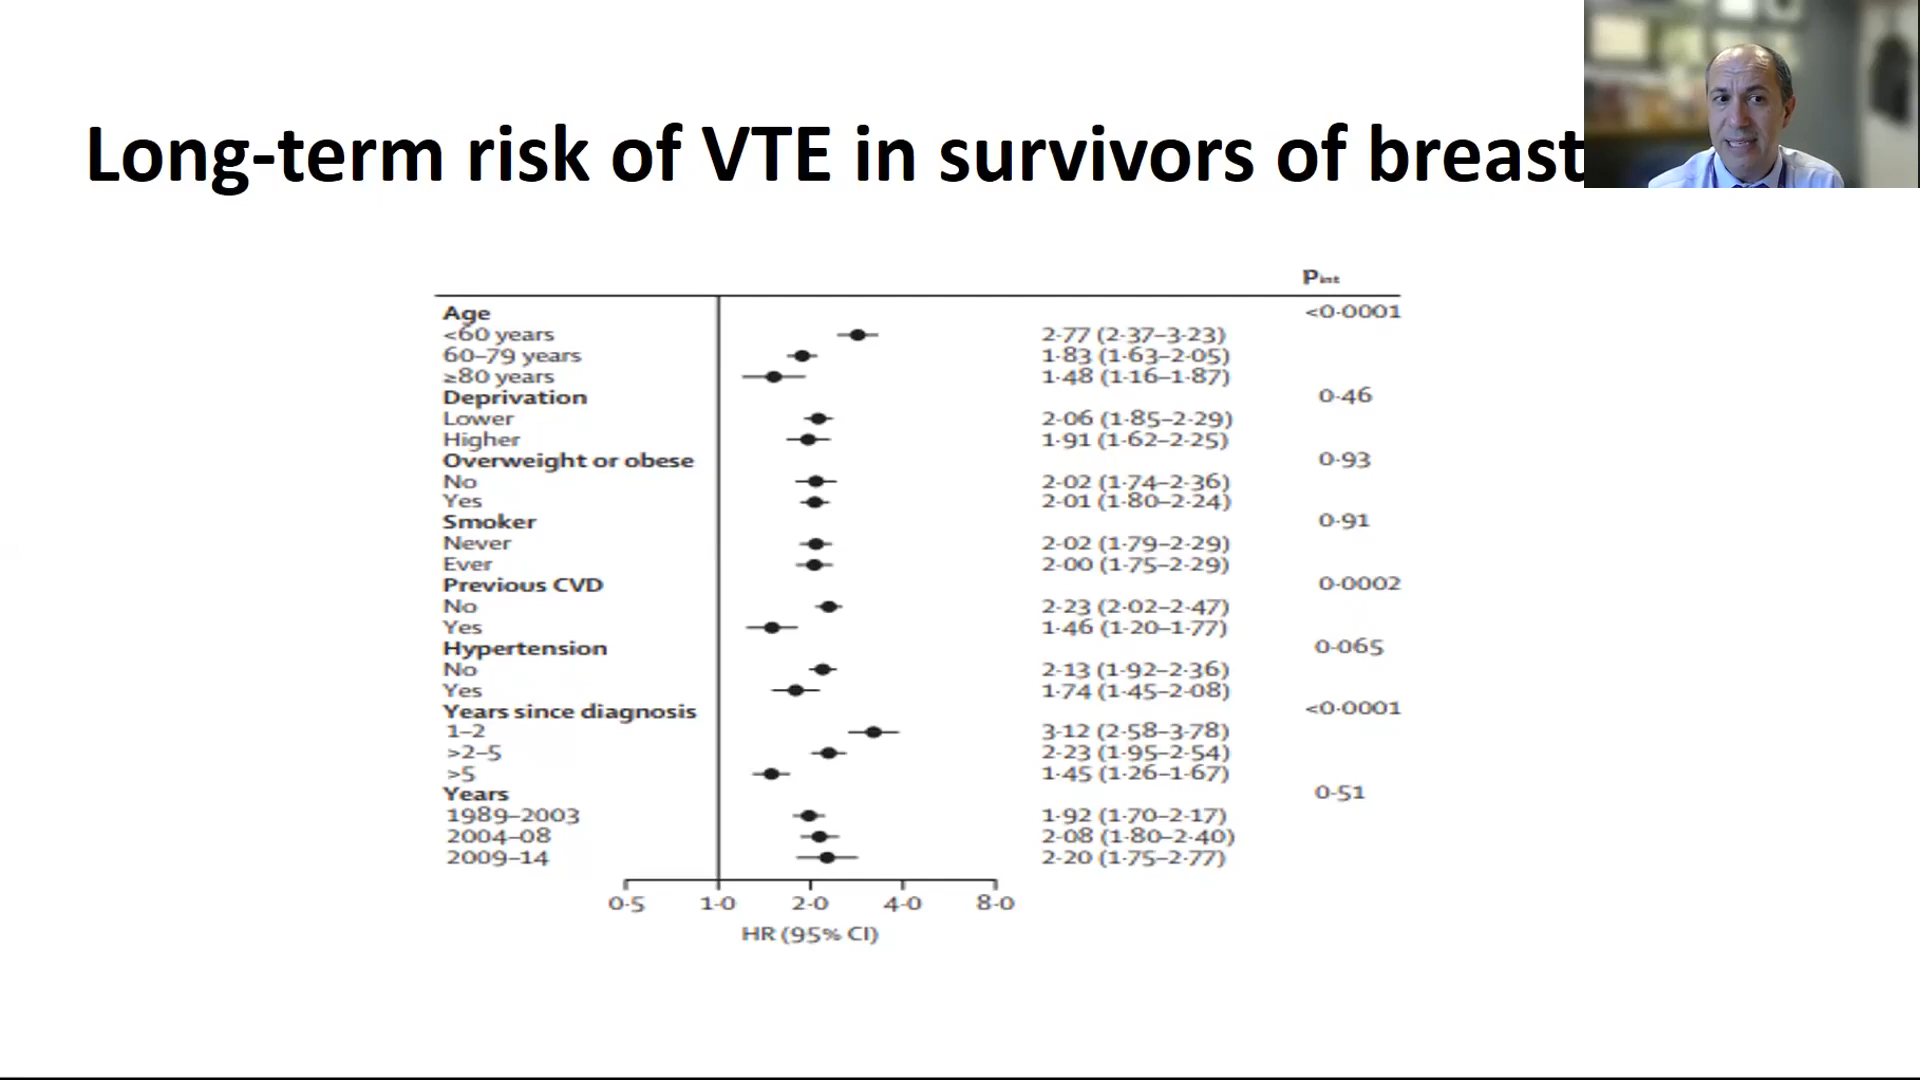 Long-term risk of VTE in survivors of breast
Pint
Age <0·0001
<60 years 2·77 (2·37–3·23)
60–79 years 1·83 (1·63–2·05)
≥80 years 1·48 (1·16–1·87)
Deprivation 0·46
Lower 2·06 (1·85–2·29)
Higher 1·91 (1·62–2·25)
Overweight or obese 0·93
No 2·02 (1·74–2·36)
Yes 2·01 (1·80–2·24)
Smoker 0·91
Never 2·02 (1·79–2·29)
Ever 2·00 (1·75–2·29)
Previous CVD 0·0002
No 2·23 (2·02–2·47)
Yes 1·46 (1·20–1·77)
Hypertension 0·065
No 2·13 (1·92–2·36)
Yes 1·74 (1·45–2·08)
Years since diagnosis <0·0001
1–2 3·12 (2·58–3·78)
>2–5 2·23 (1·95–2·54)
>5 1·45 (1·26–1·67)
Years 0·51
1989–2003 1·92 (1·70–2·17)
2004–08 2·08 (1·80–2·40)
2009–14 2·20 (1·75–2·77)
0·5 1·0 2·0 4·0 8·0
HR (95% CI)